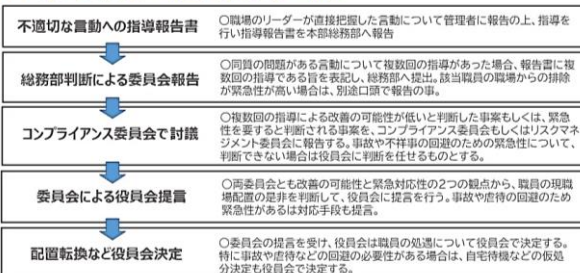 不適切な言動への指導報告書
〇職場のリーダーが直接把握した言動について管理者に報告の上、指導を
行い指導報告書を本部総務部へ報告
総務部判断による委員会報告
〇同質の問題がある言動について複数回の指導があった場合、報告書に複
数回の指導である旨を表記し、総務部へ提出。該当職員の職場からの排除
が緊急性が高い場合は、別途口頭で報告の事。
コンプライアンス委員会で討議
〇複数回の指導による改善の可能性が低いと判断した事案もしくは、緊急
性を要すると判断される事案を、コンプライアンス委員会もしくはリスクマネ
ジメント委員会に報告する。事故や不祥事の回避のための緊急性について、
判断できない場合は役員会に判断を任せるものとする。
委員会による役員会提言
〇両委員会とも改善の可能性と緊急対応性の2つの観点から、職員の現職
場配置の是非を判断して、役員会に提言を行う。事故や虐待の回避のため
緊急性があるは対応手段も提言。
配置転換など役員会決定
〇委員会の提言を受け、役員会は職員の処遇について役員会で決定する。
特に事故や虐待などの回避の必要性がある場合は、自宅待機などの仮処
分決定も役員会で決定する。